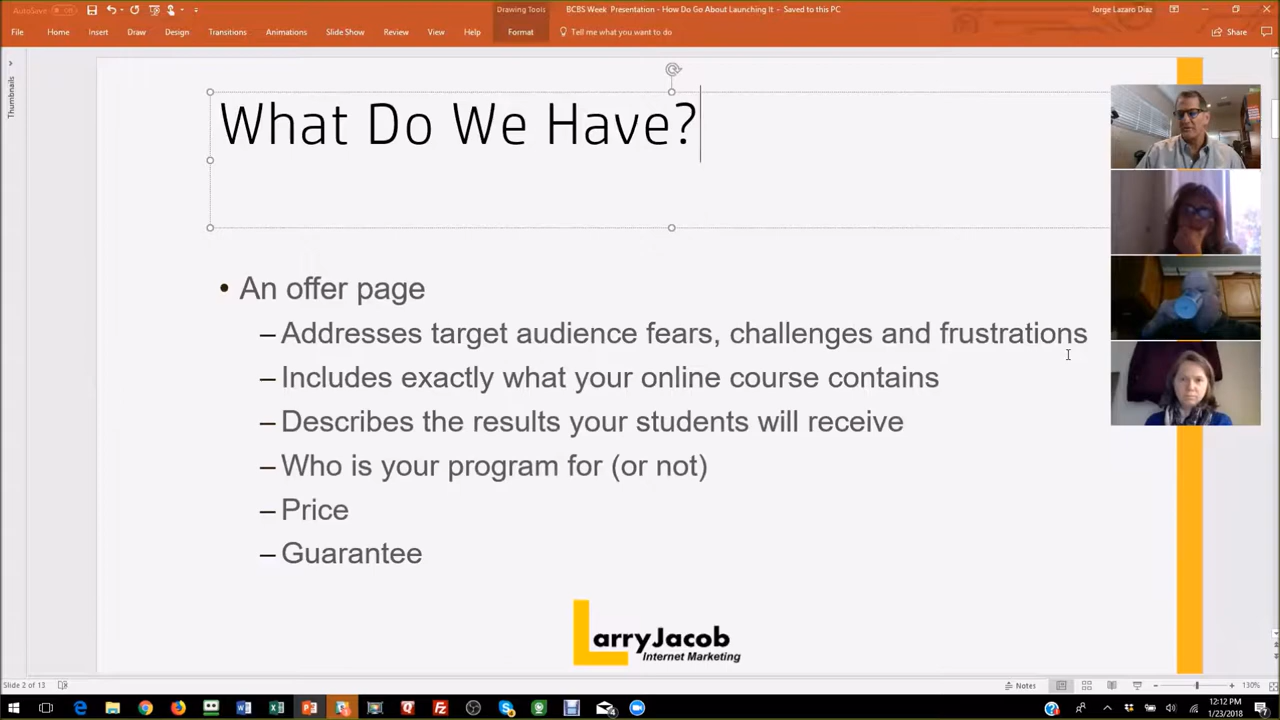 AutoSave
Off
Drawing Tools
BCBS Week Presentation - How Do Go About Launching It - Saved to this PC
Jorge Lazaro Diaz
File Home Insert Draw Design Transitions Animations Slide Show Review View Help Format Tell me what you want to do Share
Thumbnails
What Do We Have?
• An offer page
– Addresses target audience fears, challenges and frustrations
– Includes exactly what your online course contains
– Describes the results your students will receive
– Who is your program for (or not)
– Price
– Guarantee
LarryJacob
Internet Marketing
Slide 2 of 13
Notes
130%
12:12 PM
1/23/2018